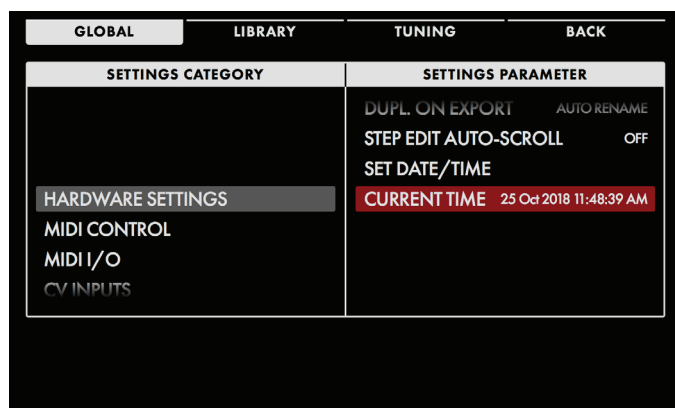 GLOBAL LIBRARY TUNING BACK
SETTINGS CATEGORY
HARDWARE SETTINGS
MIDI CONTROL
MIDI I/O
CV INPUTS
SETTINGS PARAMETER
DUPL. ON EXPORT AUTO RENAME
STEP EDIT AUTO-SCROLL OFF
SET DATE/TIME
CURRENT TIME 25 Oct 2018 11:48:39 AM